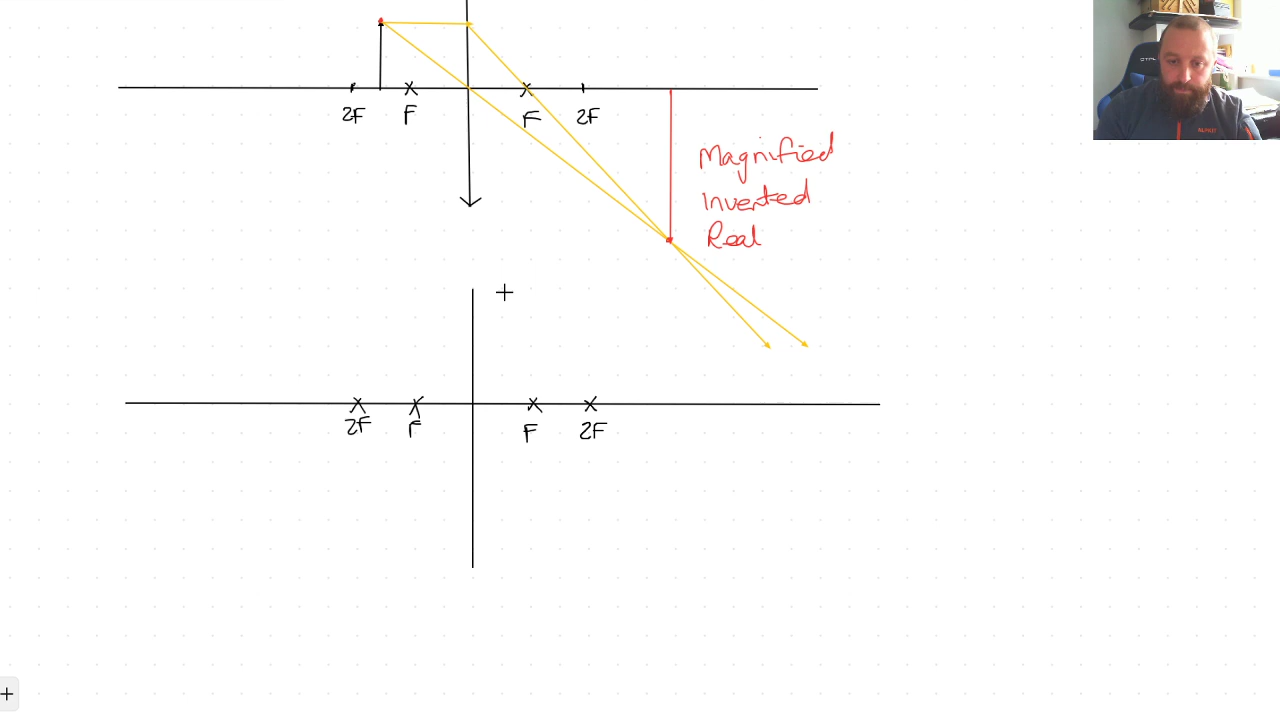 2F F F 2F
Magnified
Inverted
Real
2F F F 2F